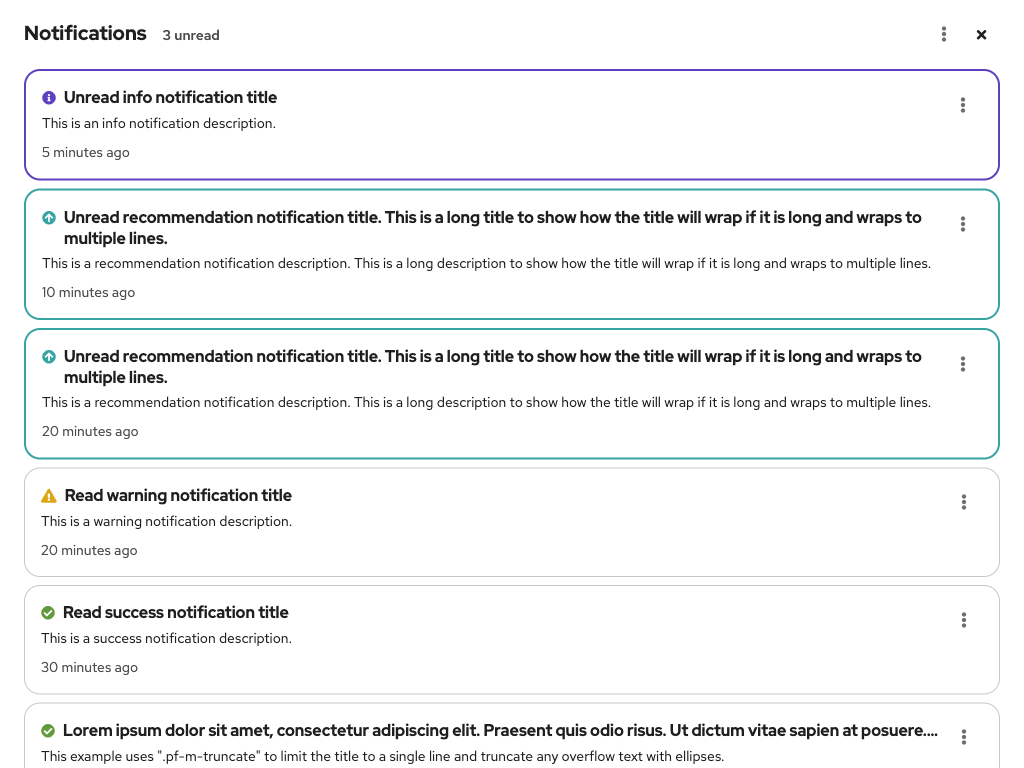 Notifications 3 unread
Unread info notification title
This is an info notification description.
5 minutes ago
Unread recommendation notification title. This is a long title to show how the title will wrap if it is long and wraps to
multiple lines.
This is a recommendation notification description. This is a long description to show how the title will wrap if it is long and wraps to multiple lines.
10 minutes ago
Unread recommendation notification title. This is a long title to show how the title will wrap if it is long and wraps to
multiple lines.
This is a recommendation notification description. This is a long description to show how the title will wrap if it is long and wraps to multiple lines.
20 minutes ago
Read warning notification title
This is a warning notification description.
20 minutes ago
Read success notification title
This is a success notification description.
30 minutes ago
Lorem ipsum dolor sit amet, consectetur adipiscing elit. Praesent quis odio risus. Ut dictum vitae sapien at posuere....
This example uses ".pf-m-truncate" to limit the title to a single line and truncate any overflow text with ellipses.